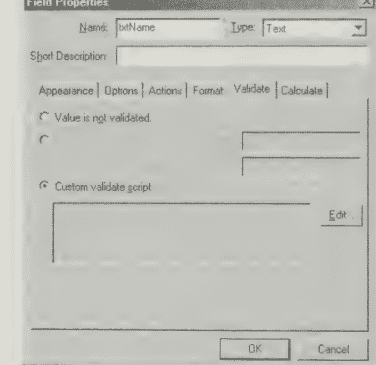 Field Properties
Name: txtName Type: Text
Short Description:
Appearance Options Actions Format Validate Calculate
Value is not validated.
Custom validate script
Edit...
OK Cancel